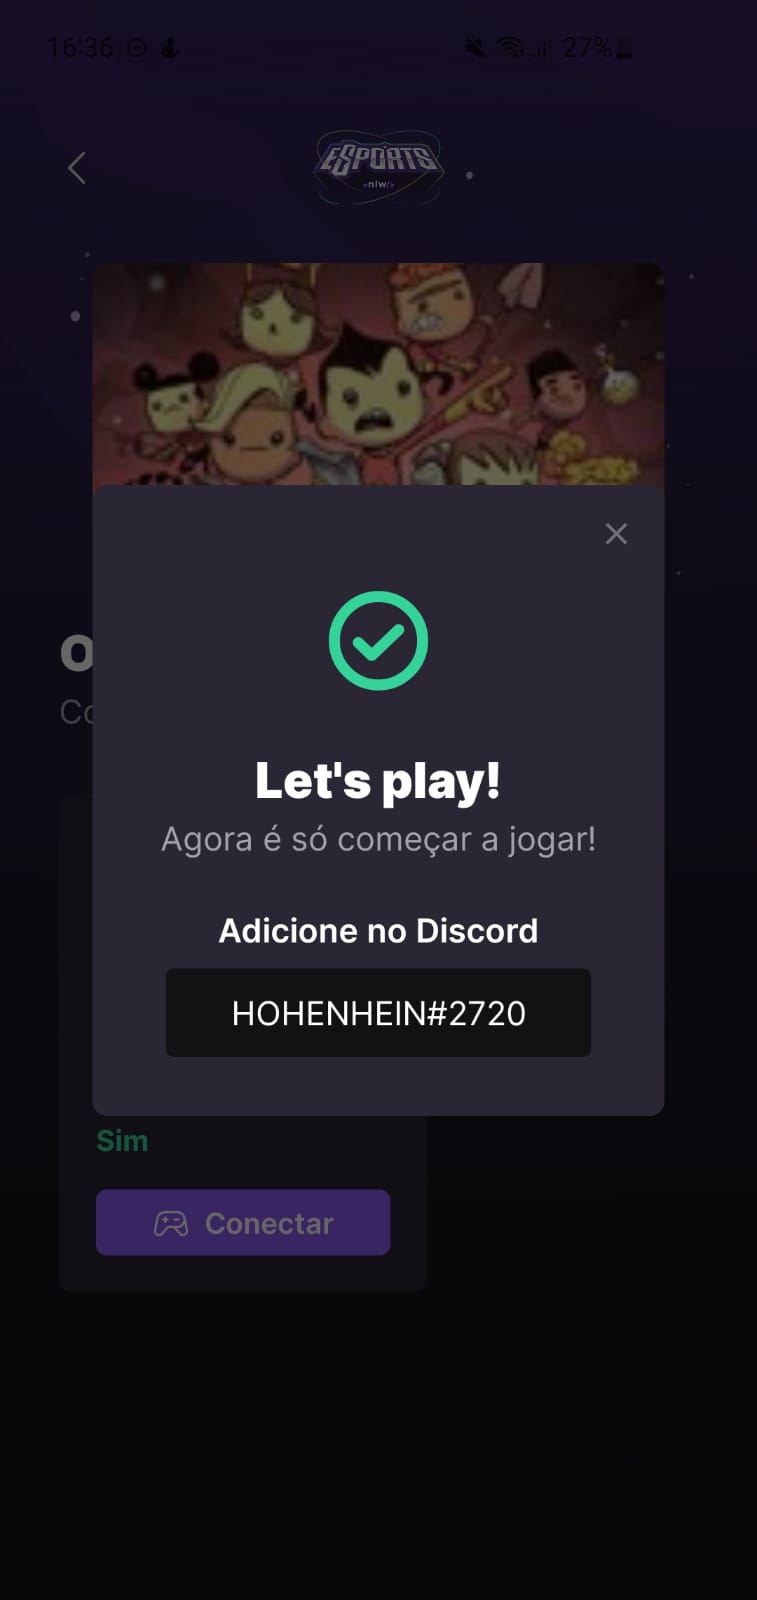 16:36
27%
eSPORTS
<nlw/>
O
Co
Let's play!
Agora é só começar a jogar!
Adicione no Discord
HOHENHEIN#2720
Sim
Conectar